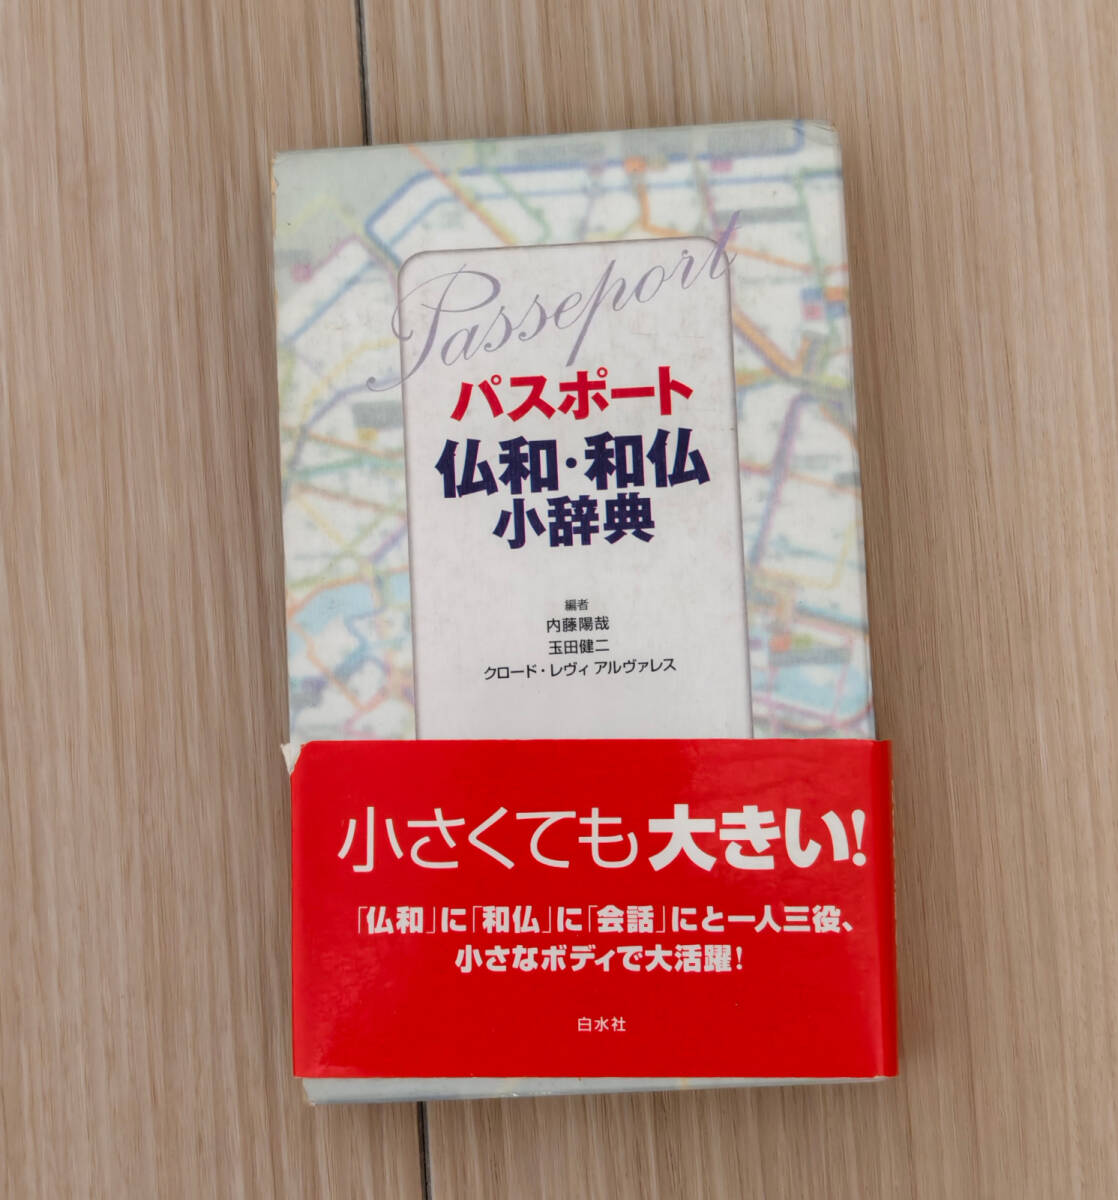 Passeport
パスポート
仏和・和仏
小辞典
編者
内藤陽哉
玉田健二
クロード・レヴィ アルヴァレス
小さくても大きい!
「仏和」に「和仏」に「会話」にと一人三役、
小さなボディで大活躍!
白水社